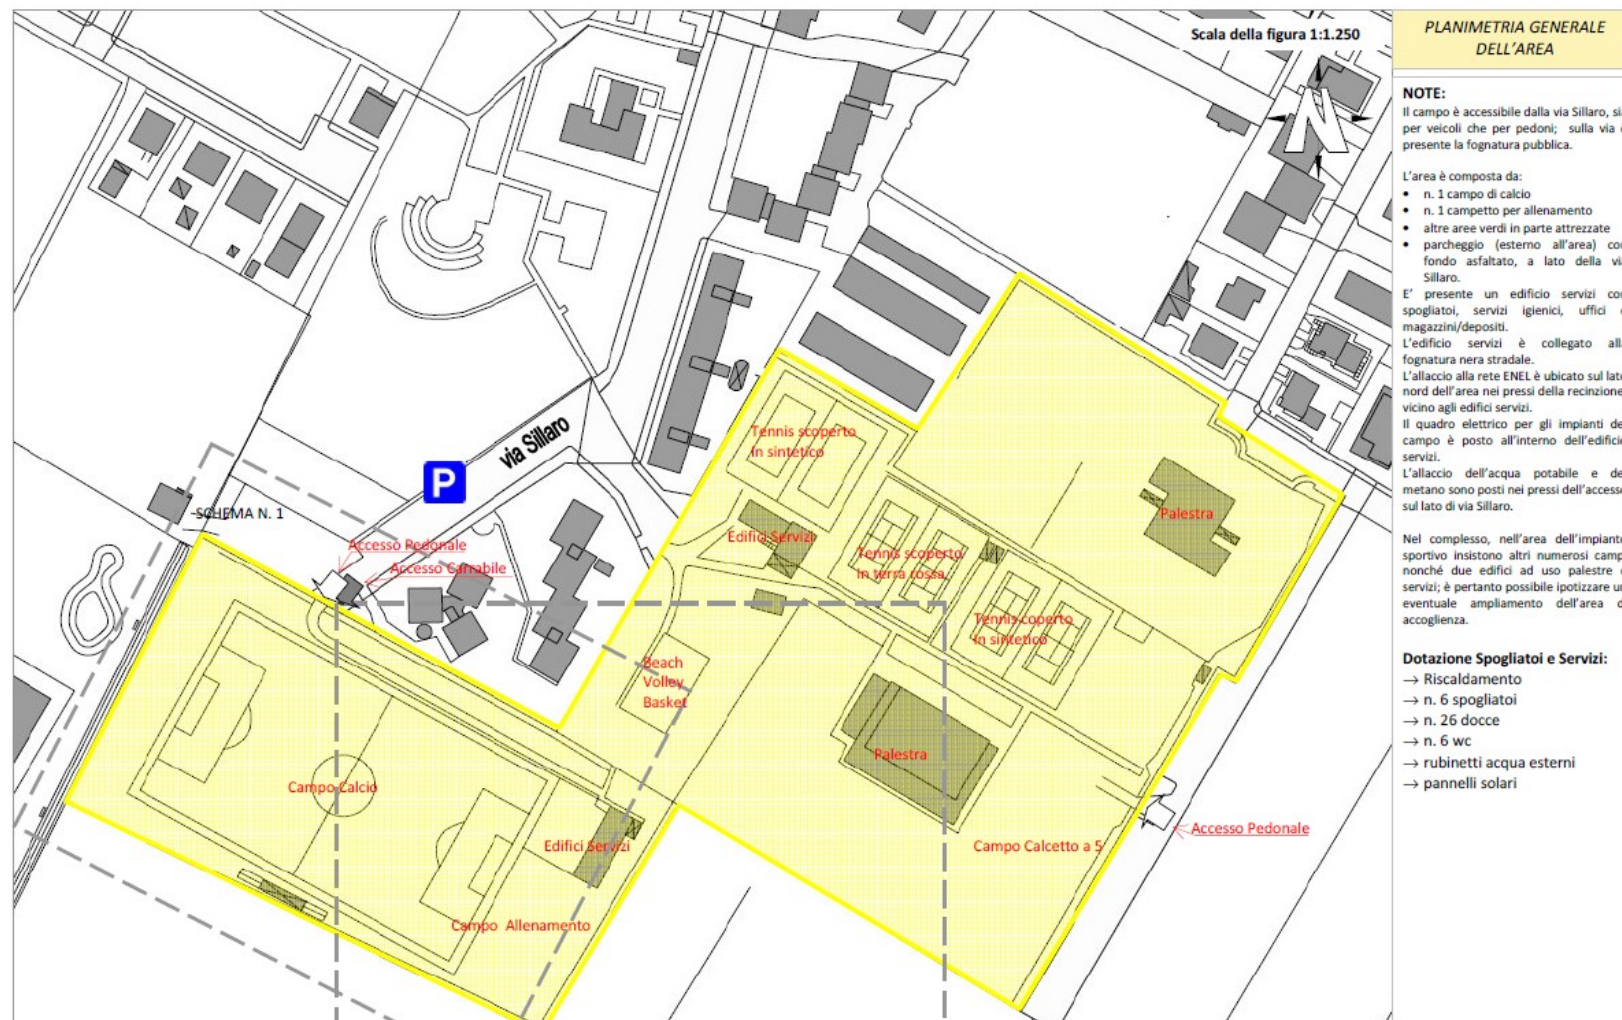 Scala della figura 1:1.250
N
via Sillaro
P
SCHEMA N. 1
Accesso Pedonale
Accesso Carrabile
Tennis scoperto
In sintetico
Edifici Servizi
Tennis scoperto
In terra rossa
Tennis coperto
In sintetico
Palestra
Beach
Volley
Basket
Palestra
Campo Calcio
Edifici Servizi
Campo Allenamento
Campo Calcetto a 5
Accesso Pedonale
PLANIMETRIA GENERALE
DELL'AREA
NOTE:
Il campo è accessibile dalla via Sillaro, sia
per veicoli che per pedoni; sulla via
presente la fognatura pubblica.
L'area è composta da:
• n. 1 campo di calcio
• n. 1 campetto per allenamento
• altre aree verdi in parte attrezzate
• parcheggio (esterno all'area)
fondo asfaltato, a lato della
Sillaro.
E' presente un edificio servizi
spogliatoi, servizi igienici, uffici
magazzini/depositi.
L'edificio servizi è collegato
fognatura nera stradale.
L'allaccio alla rete ENEL è ubicato sul lato
nord dell'area nei pressi della recinzione,
vicino agli edifici servizi.
Il quadro elettrico per gli impianti
campo è posto all'interno
servizi.
L'allaccio dell'acqua potabile e
metano sono posti nei pressi
sul lato di via Sillaro.
Nel complesso, nell'area
sportivo insistono altri numerosi
nonché due edifici ad uso palestre
servizi; è pertanto possibile ipotizzare
eventuale ampliamento dell'area
accoglienza.
Dotazione Spogliatoi e Servizi:
→ Riscaldamento
→ n. 6 spogliatoi
→ n. 26 docce
→ n. 6 wc
→ rubinetti acqua esterni
→ pannelli solari